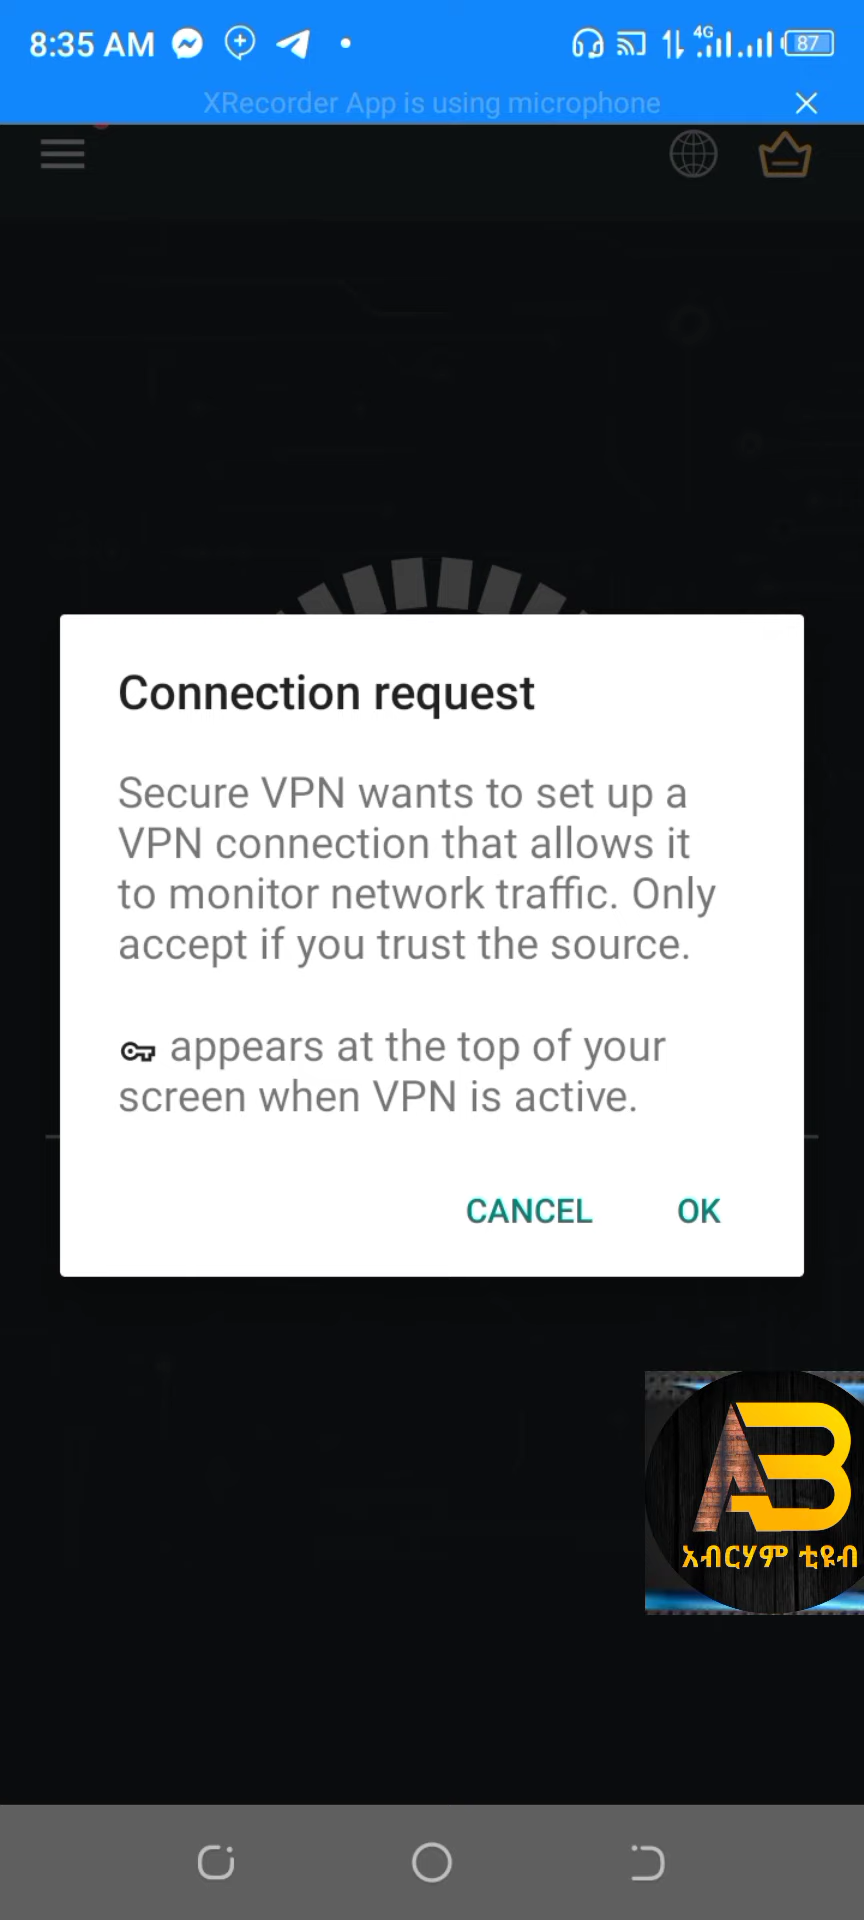 8:35 AM
4G
87
XRecorder App is using microphone
Connection request
Secure VPN wants to set up a
VPN connection that allows it
to monitor network traffic. Only
accept if you trust the source.
appears at the top of your
screen when VPN is active.
CANCEL OK
AB
አብርሃም ቲዩብ